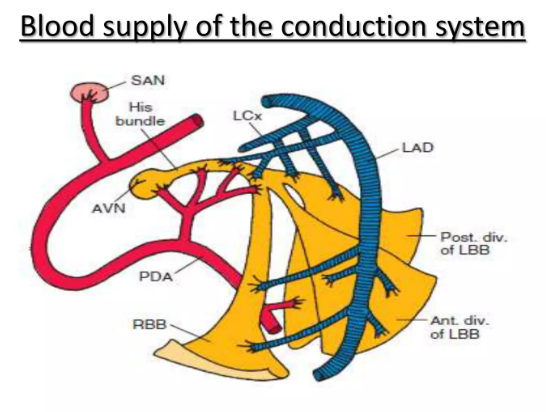 Blood supply of the conduction system
SAN
His
bundle
LCx
LAD
AVN
Post. div.
of LBB
PDA
RBB
Ant. div.
of LBB